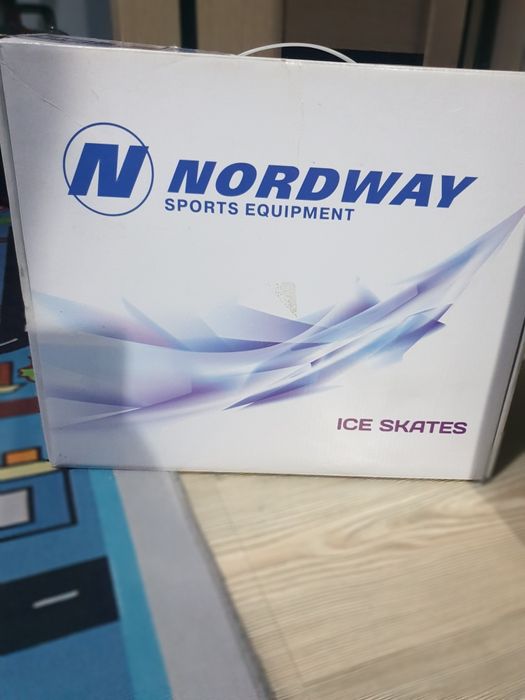 N NORDWAY
SPORTS EQUIPMENT
ICE SKATES